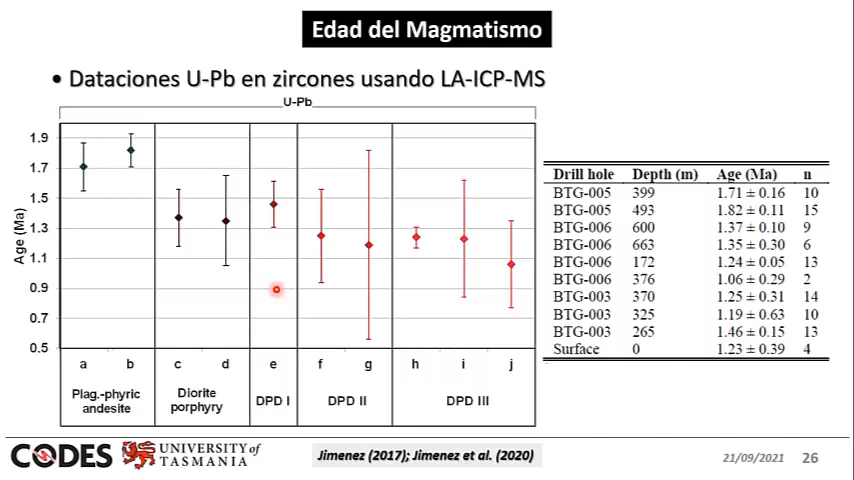 Edad del Magmatismo
• Dataciones U-Pb en zircones usando LA-ICP-MS
U-Pb
1.9
1.7
1.5
1.3
1.1
0.9
0.7
0.5
Age (Ma)
a b c d e f g h i j
Plag.-phyric andesite
Diorite porphyry
DPD I
DPD II
DPD III
Drill hole Depth (m) Age (Ma) n
BTG-005 399 1.71 ± 0.16 10
BTG-005 493 1.82 ± 0.11 15
BTG-006 600 1.37 ± 0.10 9
BTG-006 663 1.35 ± 0.30 6
BTG-006 172 1.24 ± 0.05 13
BTG-006 376 1.06 ± 0.29 2
BTG-003 370 1.25 ± 0.31 14
BTG-003 325 1.19 ± 0.63 10
BTG-003 265 1.46 ± 0.15 13
Surface 0 1.23 ± 0.39 4
CODES
UNIVERSITY of
TASMANIA
Jimenez (2017); Jimenez et al. (2020)
21/09/2021 26